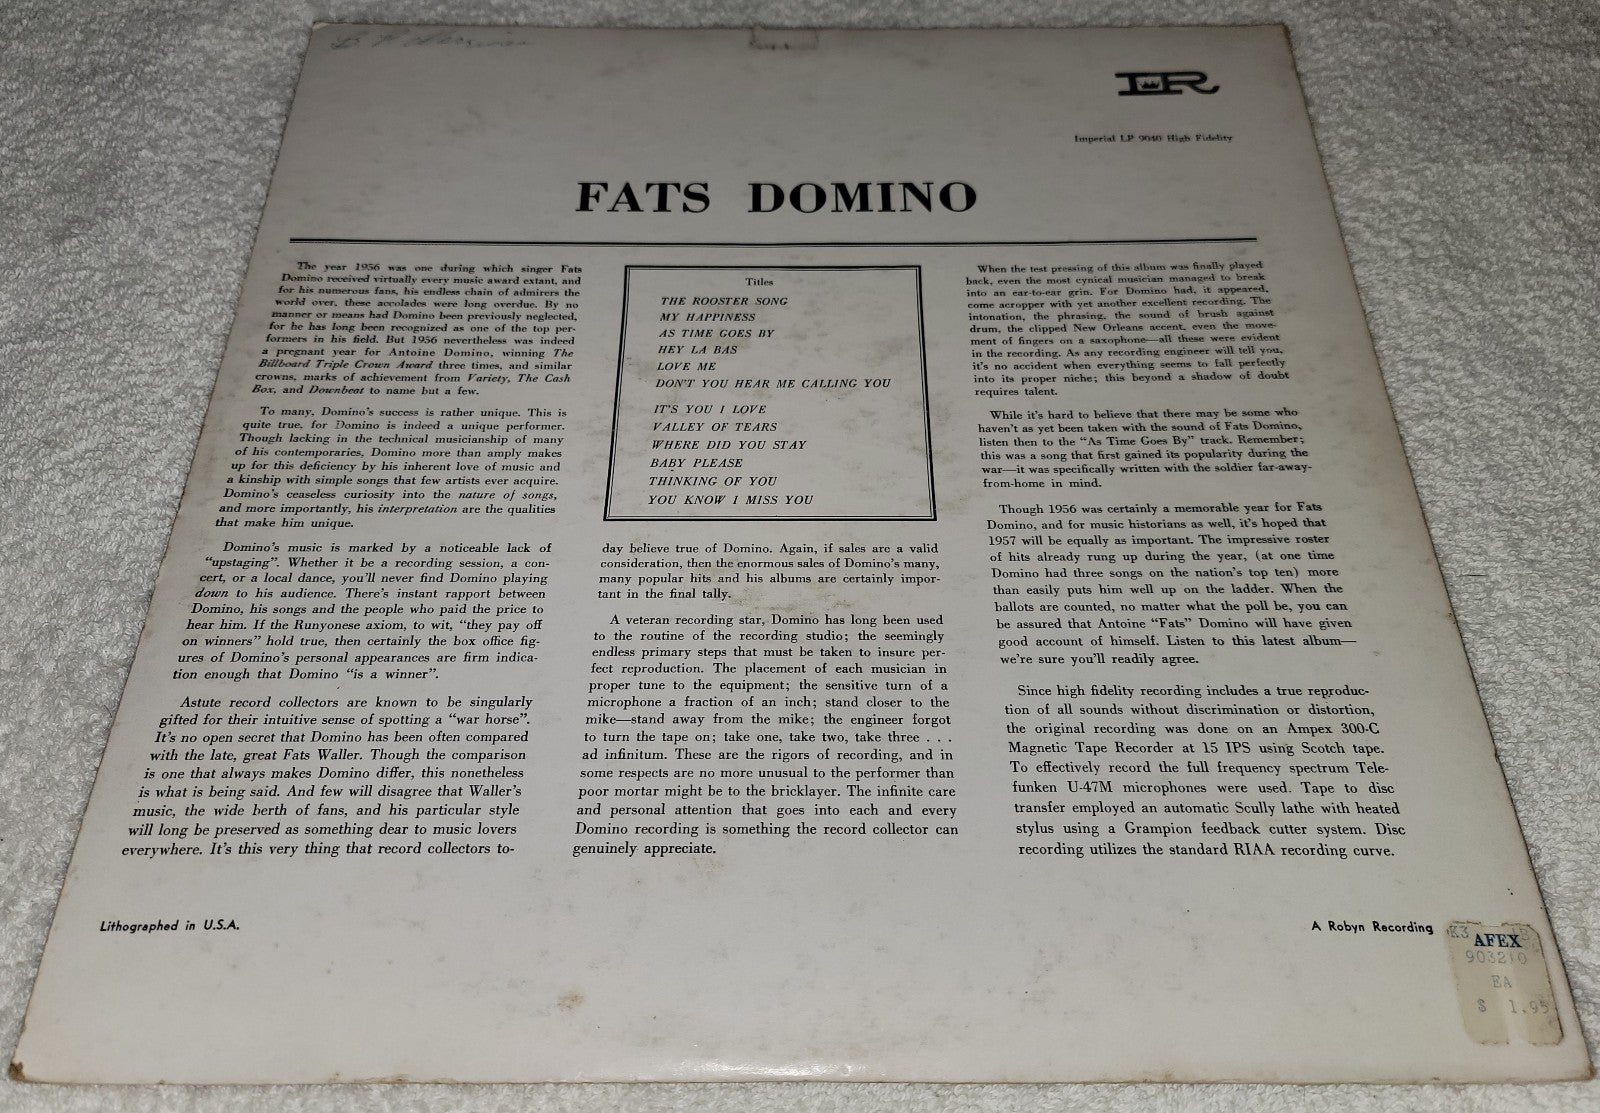 IR
Imperial LP 9040 High Fidelity
FATS DOMINO
The year 1956 was one during which singer Fats
Domino received virtually every music award extant, and
for his numerous fans, his endless chain of admirers the
world over, these accolades were long overdue. By no
manner or means had Domino been previously neglected,
for he has long been recognized as one of the top per-
formers in his field. But 1956 nevertheless was indeed
a pregnant year for Antoine Domino, winning The
Billboard Triple Crown Award three times, and similar
crowns, marks of achievement from Variety, The Cash
Box, and Downbeat to name but a few.
To many, Domino's success is rather unique. This is
quite true, for Domino is indeed a unique performer.
Though lacking in the technical musicianship of many
of his contemporaries, Domino more than amply makes
up for this deficiency by his inherent love of music and
a kinship with simple songs that few artists ever acquire.
Domino's ceaseless curiosity into the nature of songs,
and more importantly, his interpretation are the qualities
that make him unique.
Domino's music is marked by a noticeable lack of
"upstaging". Whether it be a recording session, a con-
cert, or a local dance, you'll never find Domino playing
down to his audience. There's instant rapport between
Domino, his songs and the people who paid the price to
hear him. If the Runyonese axiom, to wit, "they pay off
on winners" hold true, then certainly the box office fig-
ures of Domino's personal appearances are firm indica-
tion enough that Domino "is a winner".
Astute record collectors are known to be singularly
gifted for their intuitive sense of spotting a "war horse".
It's no open secret that Domino has been often compared
with the late, great Fats Waller. Though the comparison
is one that always makes Domino differ, this nonetheless
is what is being said. And few will disagree that Waller's
music, the wide berth of fans, and his particular style
will long be preserved as something dear to music lovers
everywhere. It's this very thing that record collectors to-
Titles
THE ROOSTER SONG
MY HAPPINESS
AS TIME GOES BY
HEY LA BAS
LOVE ME
DON'T YOU HEAR ME CALLING YOU
IT'S YOU I LOVE
VALLEY OF TEARS
WHERE DID YOU STAY
BABY PLEASE
THINKING OF YOU
YOU KNOW I MISS YOU
day believe true of Domino. Again, if sales are a valid
consideration, then the enormous sales of Domino's many,
many popular hits and his albums are certainly impor-
tant in the final tally.
A veteran recording star, Domino has long been used
to the routine of the recording studio; the seemingly
endless primary steps that must be taken to insure per-
fect reproduction. The placement of each musician in
proper tune to the equipment; the sensitive turn of a
microphone a fraction of an inch; stand closer to the
mike—stand away from the mike; the engineer forgot
to turn the tape on; take one, take two, take three . . .
ad infinitum. These are the rigors of recording, and in
some respects are no more unusual to the performer than
poor mortar might be to the bricklayer. The infinite care
and personal attention that goes into each and every
Domino recording is something the record collector can
genuinely appreciate.
When the test pressing of this album was finally played
back, even the most cynical musician managed to break
into an ear-to-ear grin. For Domino had, it appeared,
come acropper with yet another excellent recording. The
intonation, the phrasing, the sound of brush against
drum, the clipped New Orleans accent, even the move-
ment of fingers on a saxophone—all these were evident
in the recording. As any recording engineer will tell you,
it's no accident when everything seems to fall perfectly
into its proper niche; this beyond a shadow of doubt
requires talent.
While it's hard to believe that there may be some who
haven't as yet been taken with the sound of Fats Domino,
listen then to the "As Time Goes By" track. Remember;
this was a song that first gained its popularity during the
war—it was specifically written with the soldier far-away-
from-home in mind.
Though 1956 was certainly a memorable year for Fats
Domino, and for music historians as well, it's hoped that
1957 will be equally as important. The impressive roster
of hits already rung up during the year, (at one time
Domino had three songs on the nation's top ten) more
than easily puts him well up on the ladder. When the
ballots are counted, no matter what the poll be, you can
be assured that Antoine "Fats" Domino will have given
good account of himself. Listen to this latest album—
we're sure you'll readily agree.
Since high fidelity recording includes a true reproduc-
tion of all sounds without discrimination or distortion,
the original recording was done on an Ampex 300-C
Magnetic Tape Recorder at 15 IPS using Scotch tape.
To effectively record the full frequency spectrum Tele-
funken U-47M microphones were used. Tape to disc
transfer employed an automatic Scully lathe with heated
stylus using a Grampion feedback cutter system. Disc
recording utilizes the standard RIAA recording curve.
Lithographed in U.S.A.
A Robyn Recording
K3
AFEX
903210
EA
$ 1.95